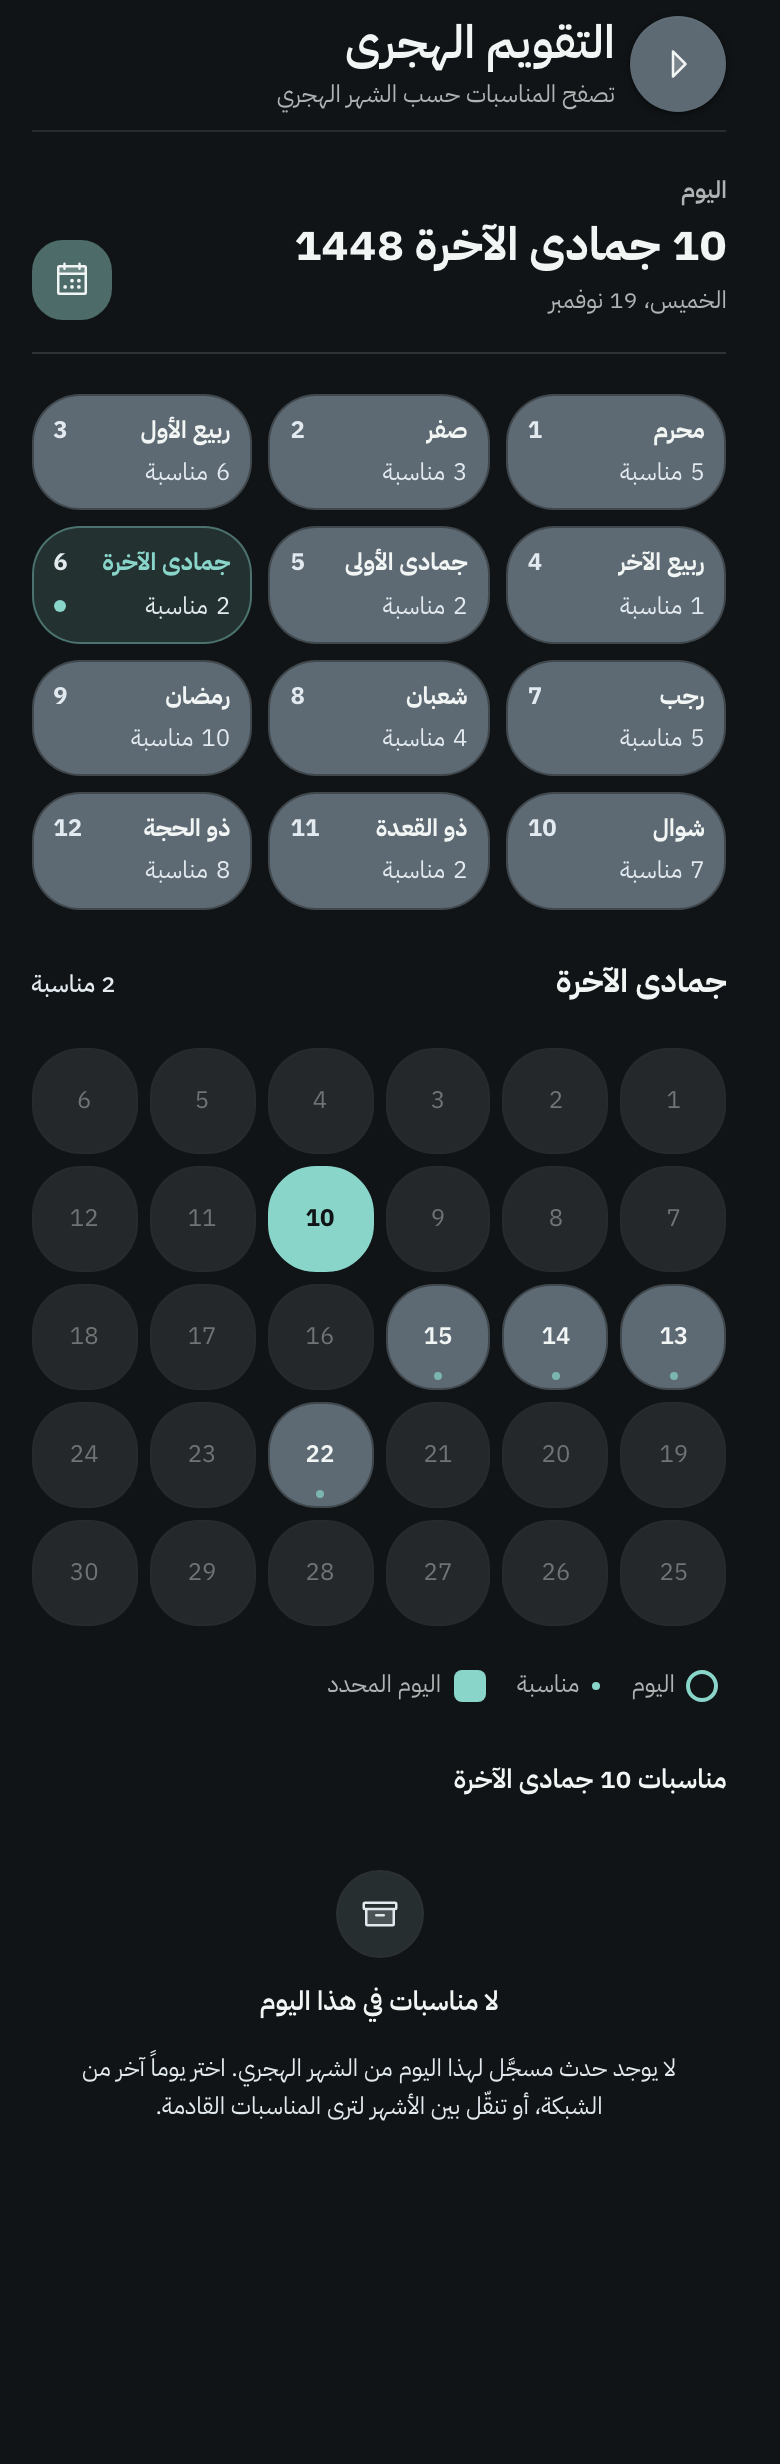 التقويم الهجري
تصفح المناسبات حسب الشهر الهجري
اليوم
10 جمادى الآخرة 1448
الخميس، 19 نوفمبر
محرم 1
5 مناسبة
صفر 2
3 مناسبة
ربيع الأول 3
6 مناسبة
ربيع الآخر 4
1 مناسبة
جمادى الأولى 5
2 مناسبة
جمادى الآخرة 6
2 مناسبة
رجب 7
5 مناسبة
شعبان 8
4 مناسبة
رمضان 9
10 مناسبة
شوال 10
7 مناسبة
ذو القعدة 11
2 مناسبة
ذو الحجة 12
8 مناسبة
جمادى الآخرة 2 مناسبة
1 2 3 4 5 6
7 8 9 10 11 12
13 14 15 16 17 18
19 20 21 22 23 24
25 26 27 28 29 30
اليوم مناسبة اليوم المحدد
مناسبات 10 جمادى الآخرة
لا مناسبات في هذا اليوم
لا يوجد حدث مسجَّل لهذا اليوم من الشهر الهجري. اختر يوماً آخر من
الشبكة، أو تنقّل بين الأشهر لترى المناسبات القادمة.